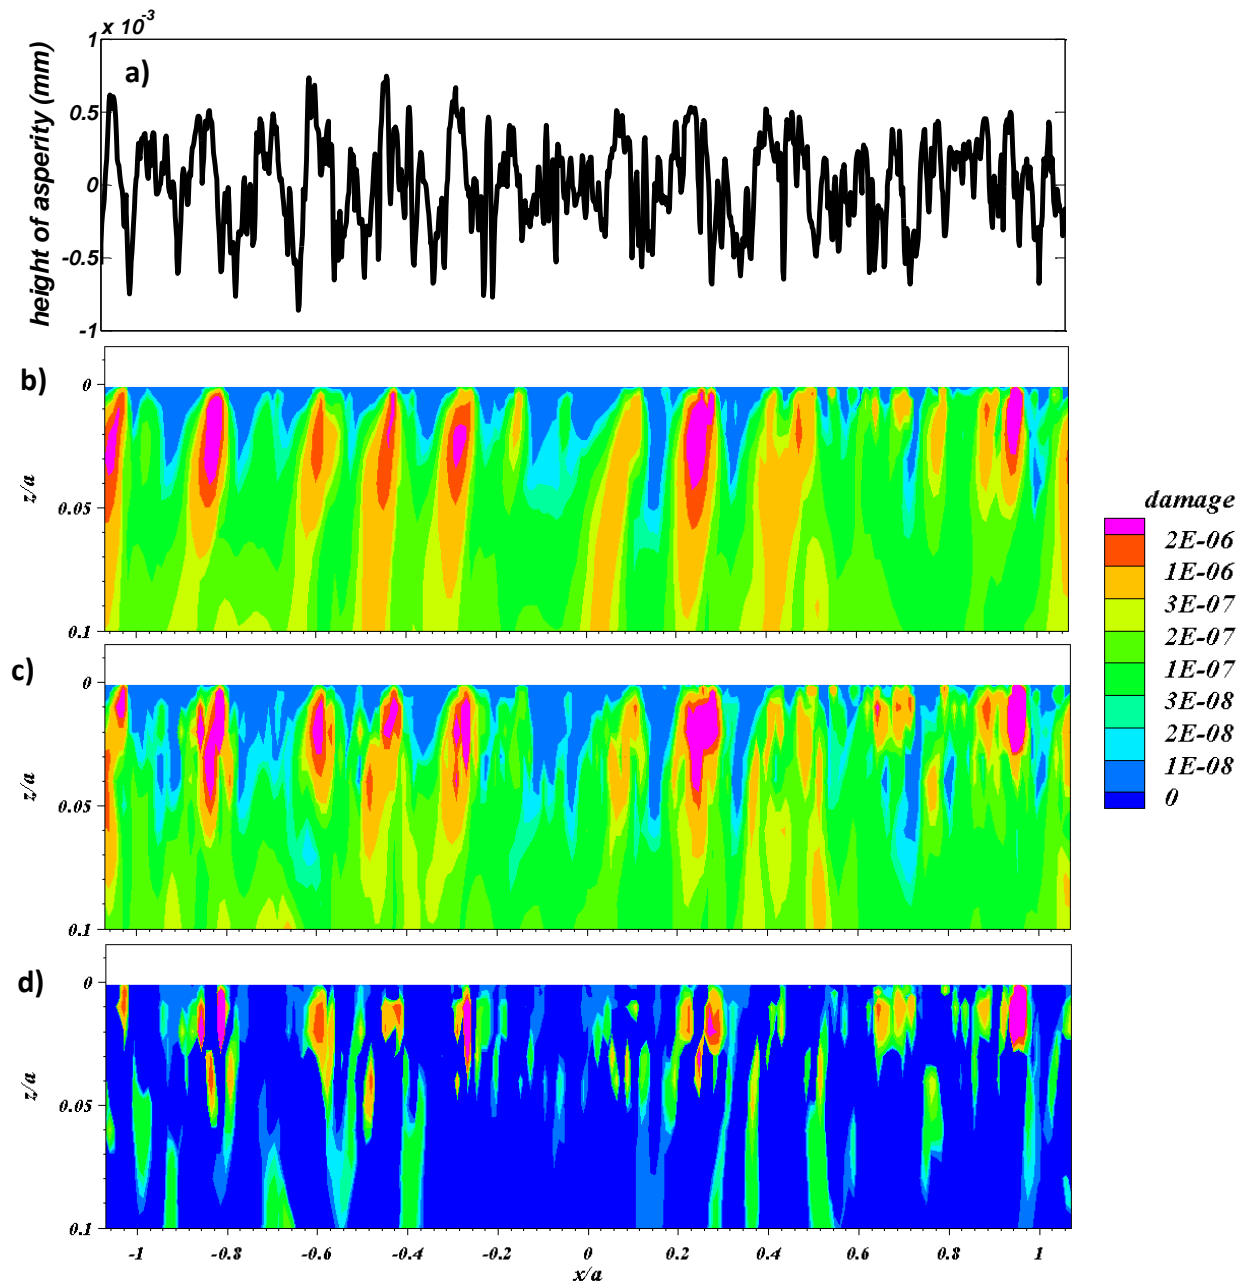 1 x 10-3
a)
height of asperity (mm)
0.5
0
-0.5
-1
b)
0
z/a
0.05
0.1
c)
0
z/a
0.05
0.1
d)
0
z/a
0.05
0.1
-1 -0.8 -0.6 -0.4 -0.2 0 0.2 0.4 0.6 0.8 1
x/a
damage
2E-06
1E-06
3E-07
2E-07
1E-07
3E-08
2E-08
1E-08
0